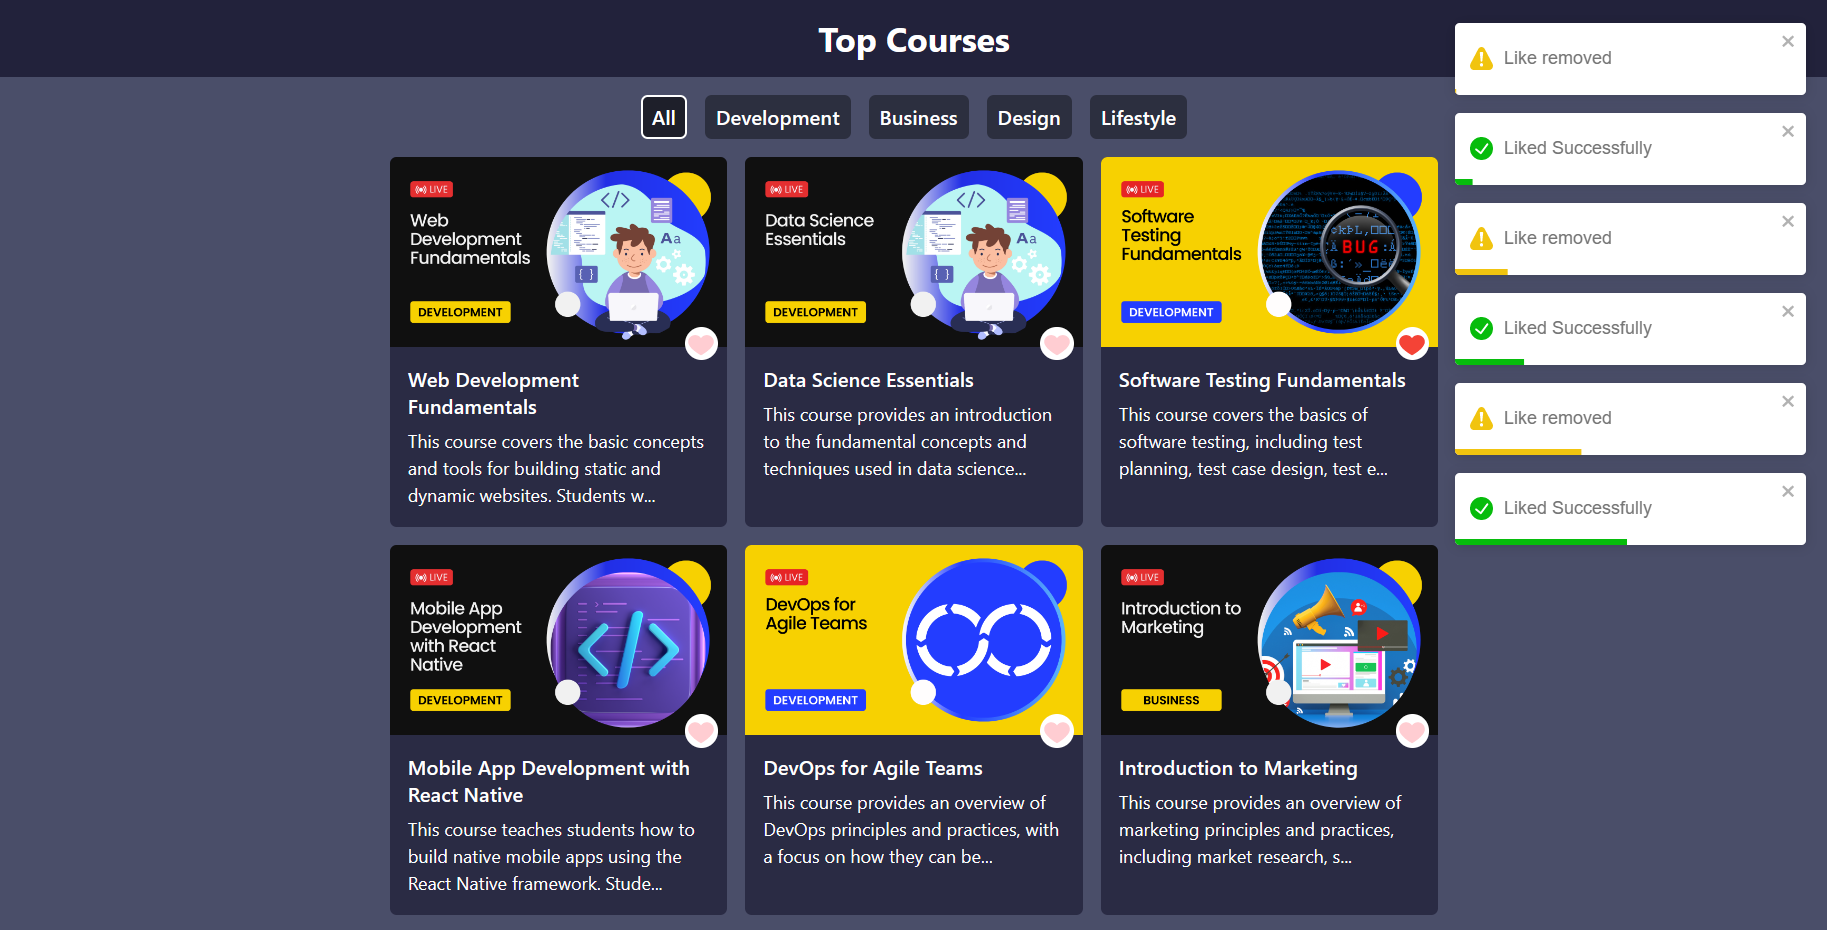 Top Courses
All
Development
Business
Design
Lifestyle
LIVE
Web
Development
Fundamentals
DEVELOPMENT
Web Development
Fundamentals
This course covers the basic concepts
and tools for building static and
dynamic websites. Students w...
LIVE
Data Science
Essentials
Aa
DEVELOPMENT
Data Science Essentials
This course provides an introduction
to the fundamental concepts and
techniques used in data science...
LIVE
Software
Testing
Fundamentals
BUG
DEVELOPMENT
Software Testing Fundamentals
This course covers the basics of
software testing, including test
planning, test case design, test e...
LIVE
Mobile App
Development
with React
Native
DEVELOPMENT
Mobile App Development with
React Native
This course teaches students how to
build native mobile apps using the
React Native framework. Stude...
LIVE
DevOps for
Agile Teams
DEVELOPMENT
DevOps for Agile Teams
This course provides an overview of
DevOps principles and practices, with
a focus on how they can be...
LIVE
Introduction to
Marketing
BUSINESS
Introduction to Marketing
This course provides an overview of
marketing principles and practices,
including market research, s...
Like removed
Liked Successfully
Like removed
Liked Successfully
Like removed
Liked Successfully